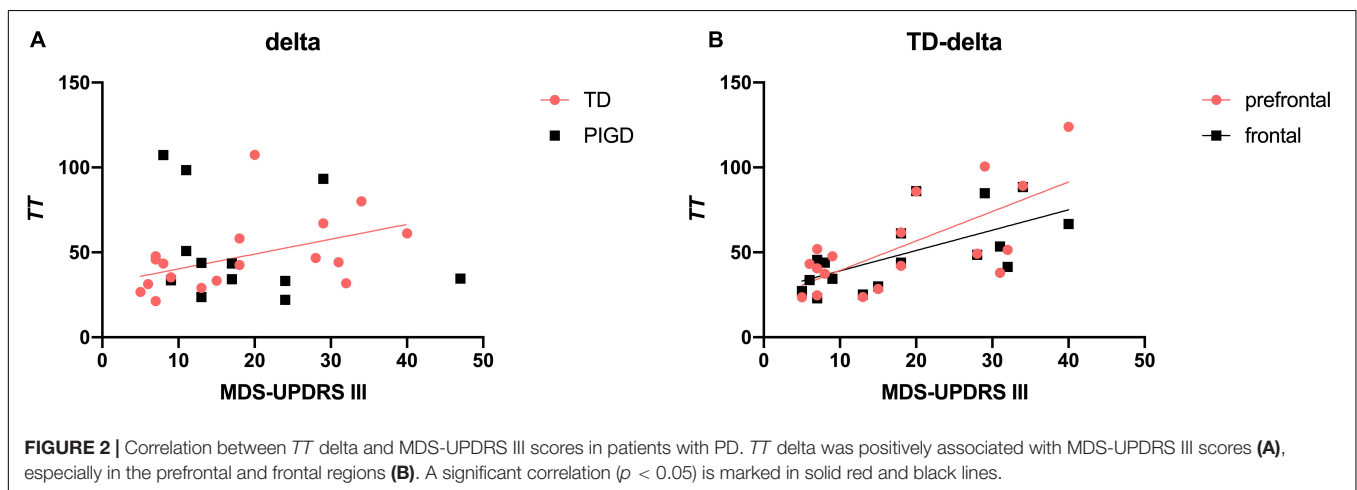 A
delta
150
100
50
0
TT
0 10 20 30 40 50
MDS-UPDRS III
TD
PIGD
B
TD-delta
150
100
50
0
TT
0 10 20 30 40 50
MDS-UPDRS III
prefrontal
frontal
FIGURE 2 | Correlation between TT delta and MDS-UPDRS III scores in patients with PD. TT delta was positively associated with MDS-UPDRS III scores (A),
especially in the prefrontal and frontal regions (B). A significant correlation (p < 0.05) is marked in solid red and black lines.